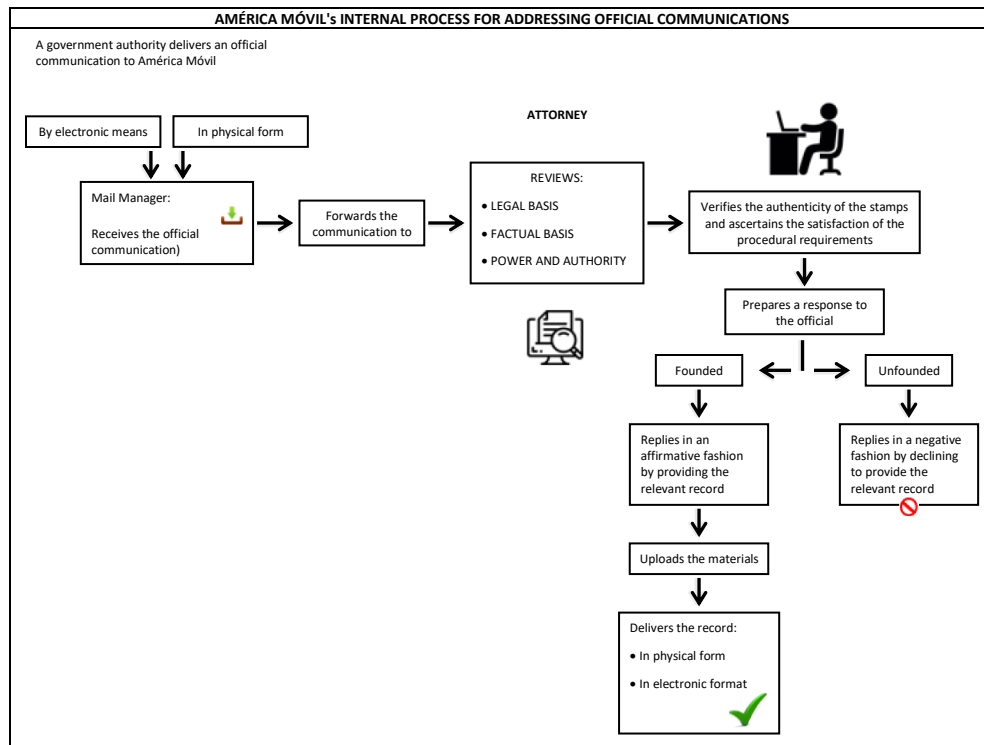 AMÉRICA MÓVIL's INTERNAL PROCESS FOR ADDRESSING OFFICIAL COMMUNICATIONS
A government authority delivers an official
communication to América Móvil
By electronic means
In physical form
ATTORNEY
Mail Manager:
Receives the official
communication)
Forwards the
communication to
REVIEWS:
• LEGAL BASIS
• FACTUAL BASIS
• POWER AND AUTHORITY
Verifies the authenticity of the stamps
and ascertains the satisfaction of the
procedural requirements
Prepares a response to
the official
Founded
Unfounded
Replies in an
affirmative fashion
by providing the
relevant record
Replies in a negative
fashion by declining
to provide the
relevant record
Uploads the materials
Delivers the record:
• In physical form
• In electronic format